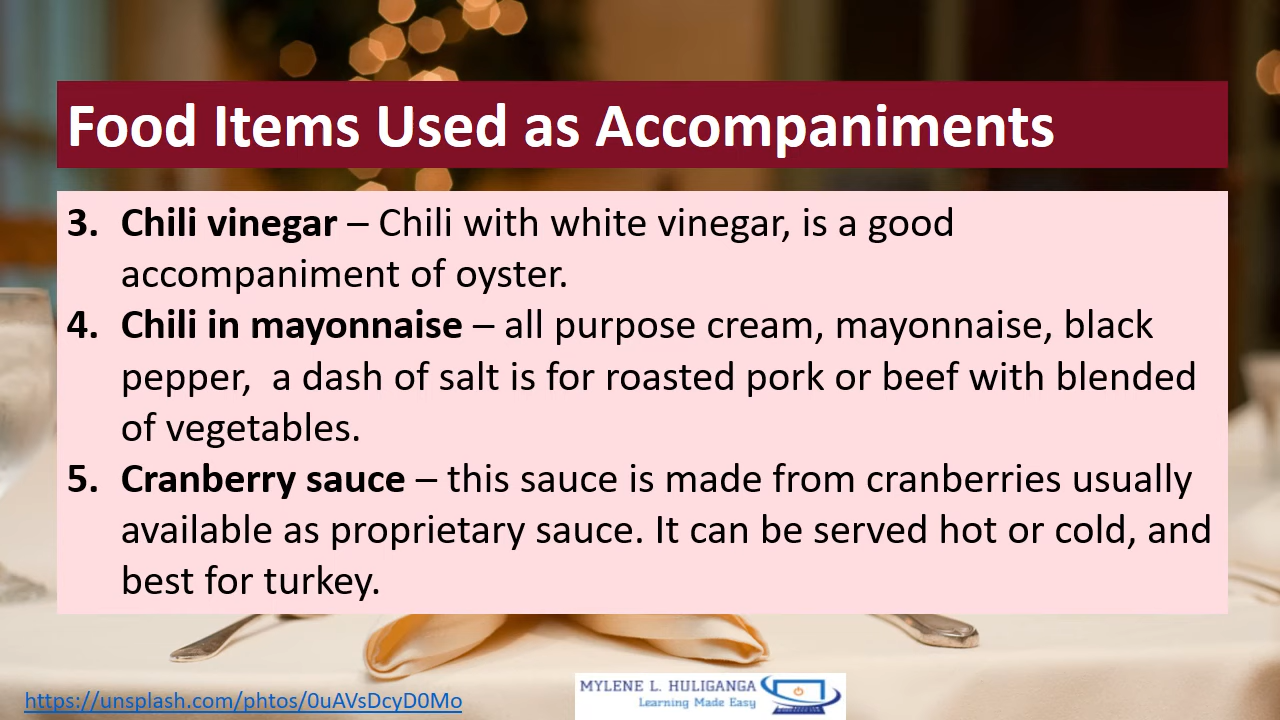 Food Items Used as Accompaniments
3. Chili vinegar – Chili with white vinegar, is a good
accompaniment of oyster.
4. Chili in mayonnaise – all purpose cream, mayonnaise, black
pepper,  a dash of salt is for roasted pork or beef with blended
of vegetables.
5. Cranberry sauce – this sauce is made from cranberries usually
available as proprietary sauce. It can be served hot or cold, and
best for turkey.
https://unsplash.com/phtos/0uAVsDcyD0Mo
MYLENE L. HULIGANGA
Learning Made Easy